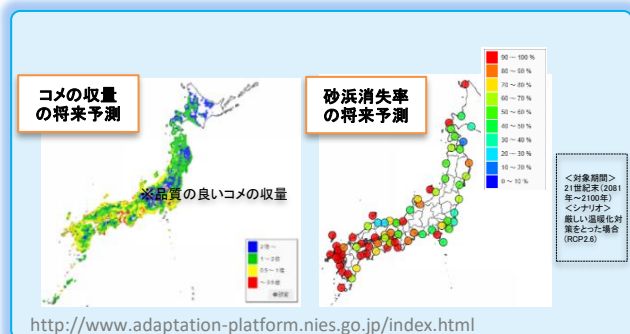 コメの収量
の将来予測
※品質の良いコメの収量
2倍～
1～2倍
砂浜消失率
の将来予測
90 ～ 100 %
80 ～ 90 %
70 ～ 80 %
60 ～ 70 %
50 ～ 60 %
40 ～ 50 %
30 ～ 40 %
20 ～ 30 %
10 ～ 20 %
0 ～ 10 %
＜対象期間＞
21世紀末(2081
年～2100年)
＜シナリオ＞
厳しい温暖化対
策をとった場合
(RCP2.6)
http://www.adaptation-platform.nies.go.jp/index.html